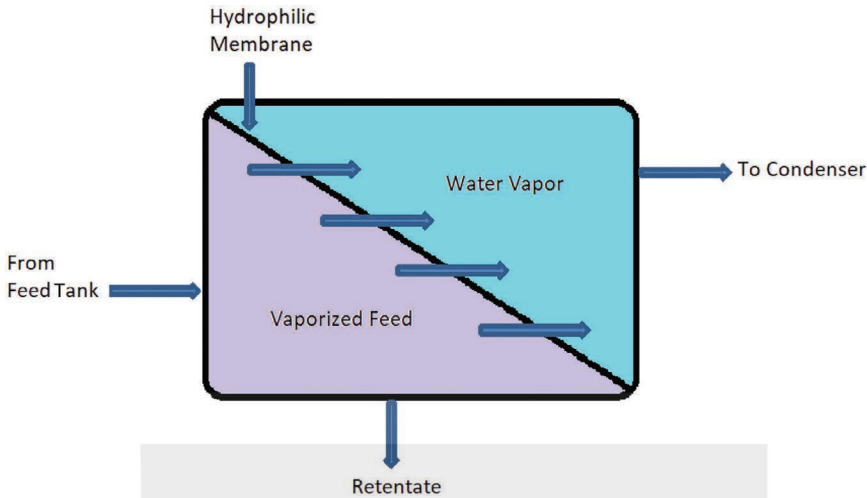 Hydrophilic
Membrane
Water Vapor
To Condenser
From
Feed Tank
Vaporized Feed
Retentate